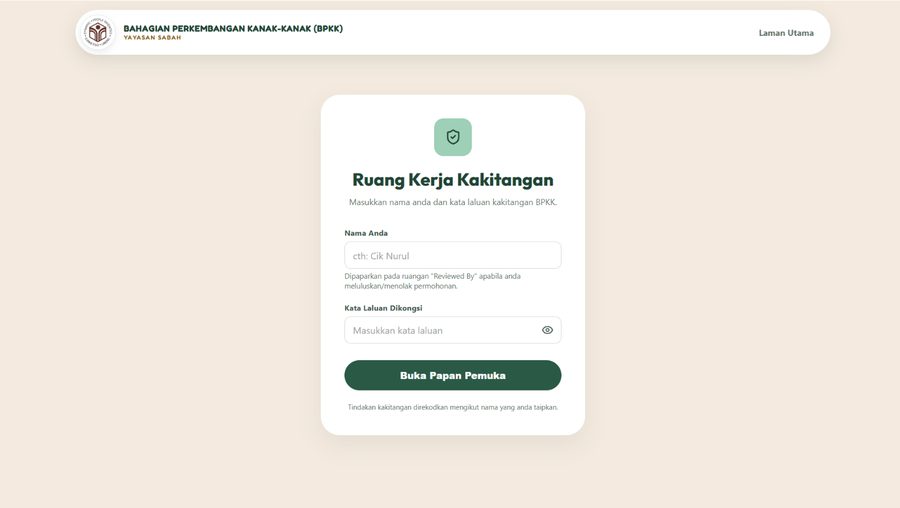 BAHAGIAN PERKEMBANGAN KANAK-KANAK (BPKK)
YAYASAN SABAH
Laman Utama
Ruang Kerja Kakitangan
Masukkan nama anda dan kata laluan kakitangan BPKK.
Nama Anda
cth: Cik Nurul
Dipaparkan pada ruangan "Reviewed By" apabila anda
meluluskan/menolak permohonan.
Kata Laluan Dikongsi
Masukkan kata laluan
Buka Papan Pemuka
Tindakan kakitangan direkodkan mengikut nama yang anda taipkan.